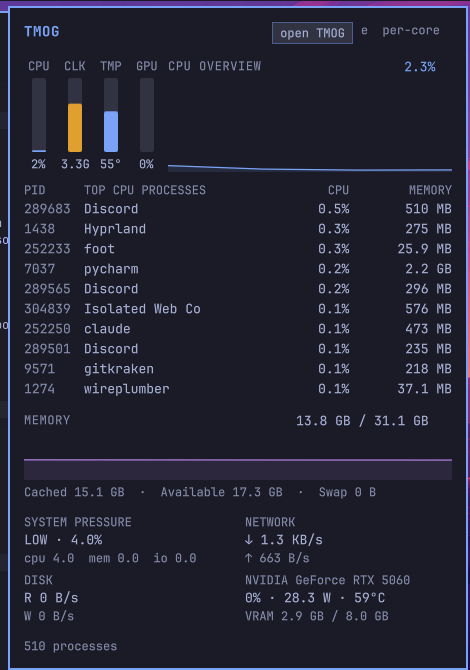 TMOG open TMOG e per-core
CPU CLK TMP GPU CPU OVERVIEW 2.3%
2% 3.3G 55° 0%
PID TOP CPU PROCESSES CPU MEMORY
289683 Discord 0.5% 510 MB
1438 Hyprland 0.3% 275 MB
252233 foot 0.3% 25.9 MB
7037 pycharm 0.2% 2.2 GB
289565 Discord 0.2% 296 MB
304839 Isolated Web Co 0.1% 576 MB
252250 claude 0.1% 473 MB
289501 Discord 0.1% 235 MB
9571 gitkraken 0.1% 218 MB
1274 wireplumber 0.1% 37.1 MB
MEMORY 13.8 GB / 31.1 GB
Cached 15.1 GB · Available 17.3 GB · Swap 0 B
SYSTEM PRESSURE NETWORK
LOW · 4.0% ↓ 1.3 KB/s
cpu 4.0 mem 0.0 io 0.0 ↑ 663 B/s
DISK NVIDIA GeForce RTX 5060
R 0 B/s 0% · 28.3 W · 59°C
W 0 B/s VRAM 2.9 GB / 8.0 GB
510 processes